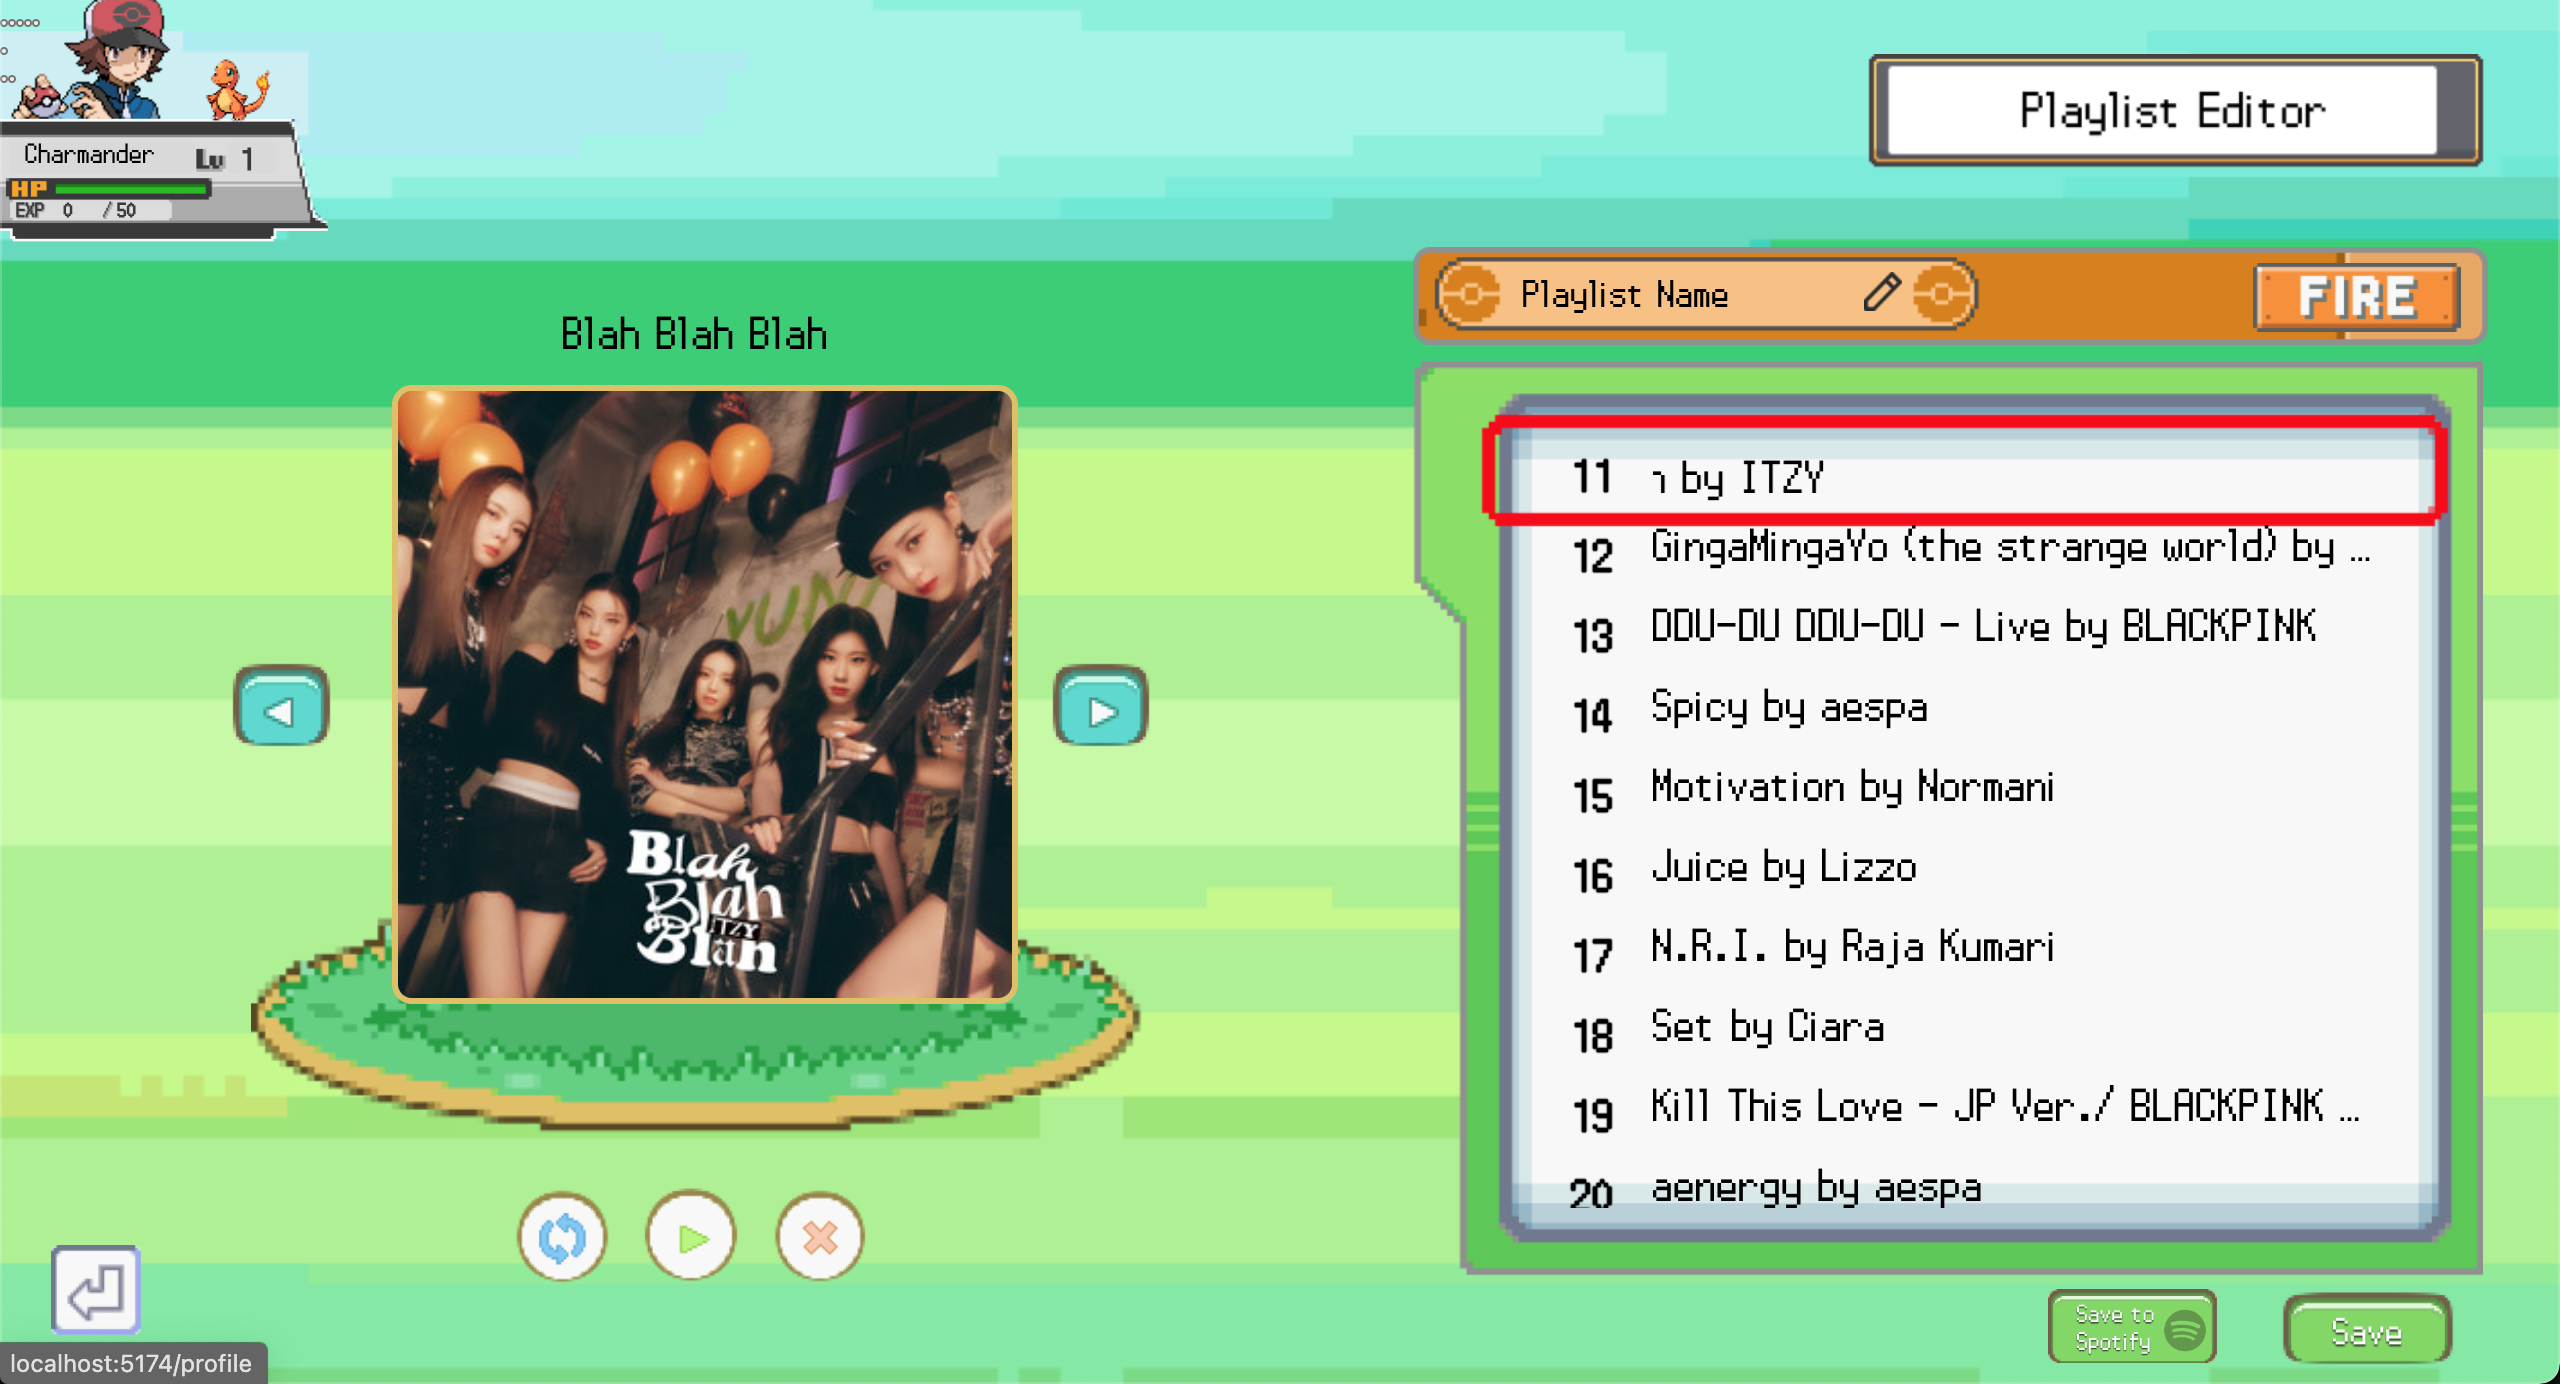 Charmander Lv 1
HP
EXP 0 /50
Playlist Editor
Playlist Name
FIRE
Blah Blah Blah
YUNA
Blah
Blah
ITZY
Blah
11 by ITZY
12 GingaMingaYo (the strange world) by ...
13 DDU-DU DDU-DU - Live by BLACKPINK
14 Spicy by aespa
15 Motivation by Normani
16 Juice by Lizzo
17 N.R.I. by Raja Kumari
18 Set by Ciara
19 Kill This Love - JP Ver./ BLACKPINK ...
20 aenergy by aespa
Save to
Spotify
Save
localhost:5174/profile